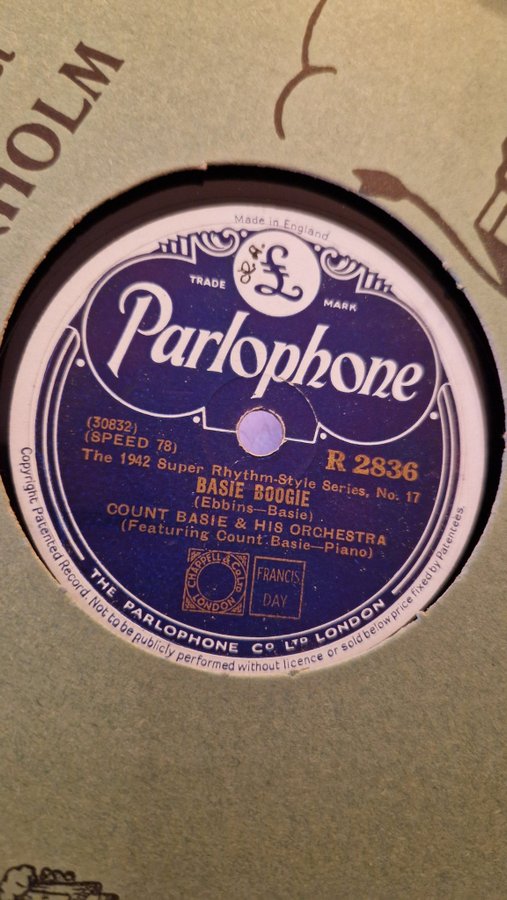 HOLM
Made in England
TRADE MARK
£
Parlophone
(30832)
(SPEED 78)
R 2836
The 1942 Super Rhythm-Style Series, No. 17
BASIE BOOGIE
(Ebbins—Basie)
COUNT BASIE & HIS ORCHESTRA
(Featuring Count Basie—Piano)
CHAPPELL & CO LTD
LONDON
FRANCIS
DAY
THE PARLOPHONE CO LTD LONDON
Copyright Patented Record. Not to be publicly performed without licence or sold below price fixed by Patentees.